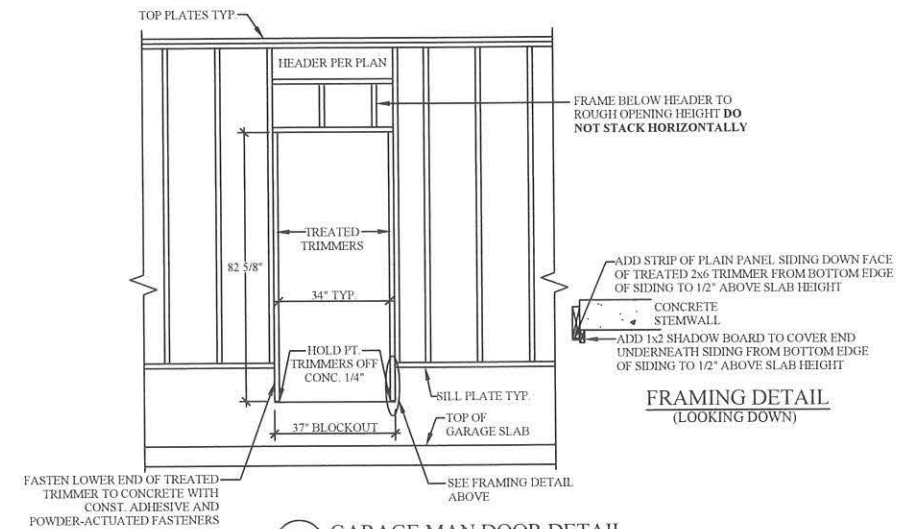 TOP PLATES TYP.
HEADER PER PLAN
FRAME BELOW HEADER TO
ROUGH OPENING HEIGHT DO
NOT STACK HORIZONTALLY
TREATED
TRIMMERS
82 5/8"
34" TYP.
HOLD PT.
TRIMMERS OFF
CONC. 1/4"
SILL PLATE TYP.
TOP OF
GARAGE SLAB
37" BLOCKOUT
SEE FRAMING DETAIL
ABOVE
FASTEN LOWER END OF TREATED
TRIMMER TO CONCRETE WITH
CONST. ADHESIVE AND
POWDER-ACTUATED FASTENERS
ADD STRIP OF PLAIN PANEL SIDING DOWN FACE
OF TREATED 2x6 TRIMMER FROM BOTTOM EDGE
OF SIDING TO 1/2" ABOVE SLAB HEIGHT
CONCRETE
STEMWALL
ADD 1x2 SHADOW BOARD TO COVER END
UNDERNEATH SIDING FROM BOTTOM EDGE
OF SIDING TO 1/2" ABOVE SLAB HEIGHT
FRAMING DETAIL
(LOOKING DOWN)
GARAGE MAN DOOR DETAIL